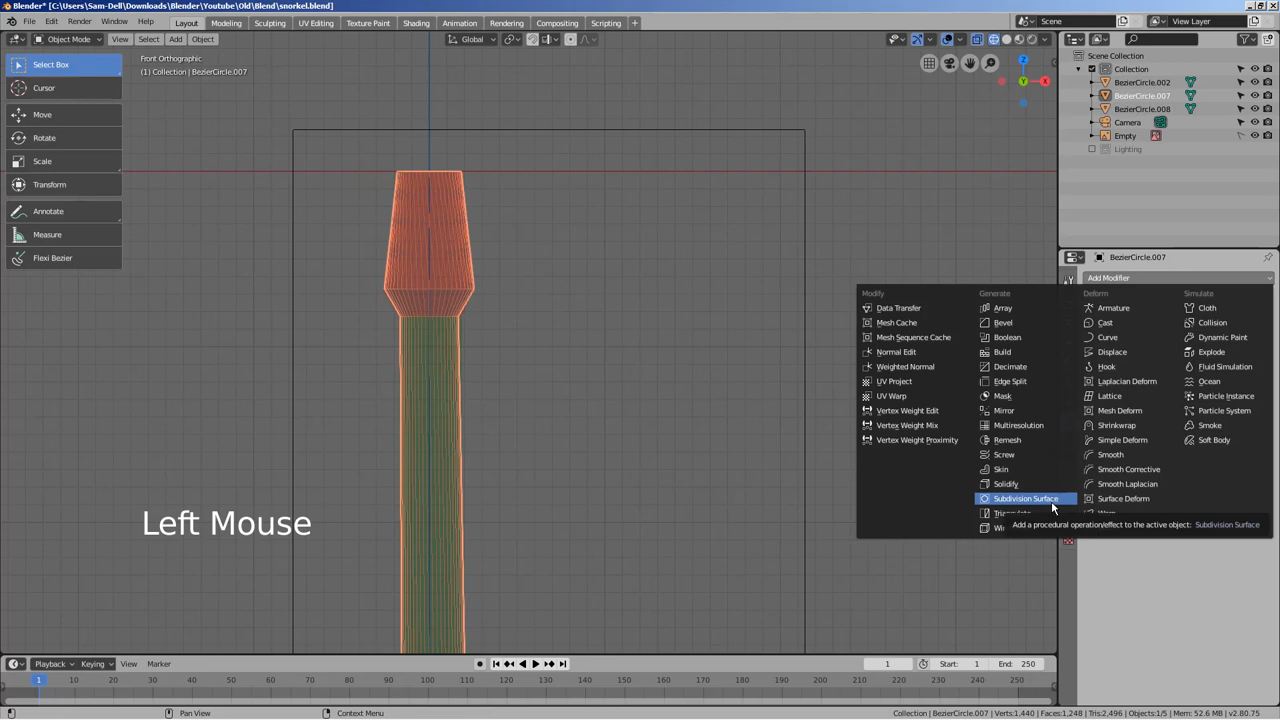 Blender* [C:\Users\Sam-Dell\Downloads\Blender\Youtube\Old\Blend\snorkel.blend]
File Edit Render Window Help Layout Modeling Sculpting UV Editing Texture Paint Shading Animation Rendering Compositing Scripting + Scene View Layer
Object Mode View Select Add Object Global
Select Box
Cursor
Move
Rotate
Scale
Transform
Annotate
Measure
Flexi Bezier
Front Orthographic
(1) Collection | BezierCircle.007
Z
Y
X
Scene Collection
Collection
BezierCircle.002
BezierCircle.007
BezierCircle.008
Camera
Empty
Lighting
BezierCircle.007
Add Modifier
Modify
Data Transfer
Mesh Cache
Mesh Sequence Cache
Normal Edit
Weighted Normal
UV Project
UV Warp
Vertex Weight Edit
Vertex Weight Mix
Vertex Weight Proximity
Generate
Array
Bevel
Boolean
Build
Decimate
Edge Split
Mask
Mirror
Multiresolution
Remesh
Screw
Skin
Solidify
Subdivision Surface
Deform
Armature
Cast
Curve
Displace
Hook
Laplacian Deform
Lattice
Mesh Deform
Shrinkwrap
Simple Deform
Smooth
Smooth Corrective
Smooth Laplacian
Surface Deform
Simulate
Cloth
Collision
Dynamic Paint
Explode
Fluid Simulation
Ocean
Particle Instance
Particle System
Smoke
Soft Body
Add a procedural operation/effect to the active object: Subdivision Surface
Left Mouse
Playback Keying View Marker 1 Start: 1 End: 250
1 10 20 30 40 50 60 70 80 90 100 110 120 130 140 150 160 170 180 190 200 210 220 230 240 250
Select Pan View Context Menu Collection | BezierCircle.007 | Verts:1,440 | Faces:1,248 | Tris:2,496 | Objects:1/5 | Mem: 52.6 MB | v2.80.75